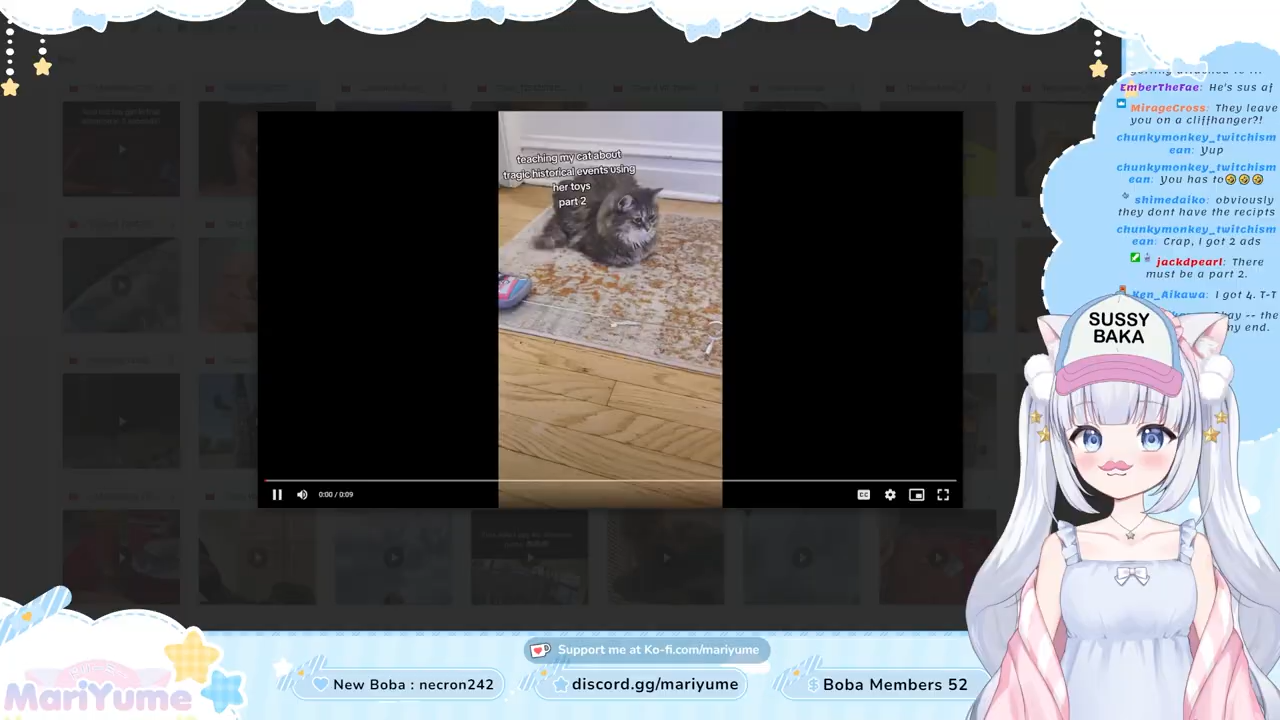 teaching my cat about
tragic historical events using
her toys
part 2
0:00 / 0:09
CC
EmberTheFae: He's sus af
MirageCross: They leave
you on a cliffhanger?!
chunkymonkey_twitchism
ean: Yup
chunkymonkey_twitchism
ean: You has to
shimedaiko: obviously
they dont have the recipts
chunkymonkey_twitchism
ean: Crap, I got 2 ads
jackdpearl: There
must be a part 2.
Ken_Aikawa: I got 4. T-T
my end.
SUSSY
BAKA
Support me at Ko-fi.com/mariyume
MariYume
New Boba : necron242
discord.gg/mariyume
Boba Members 52